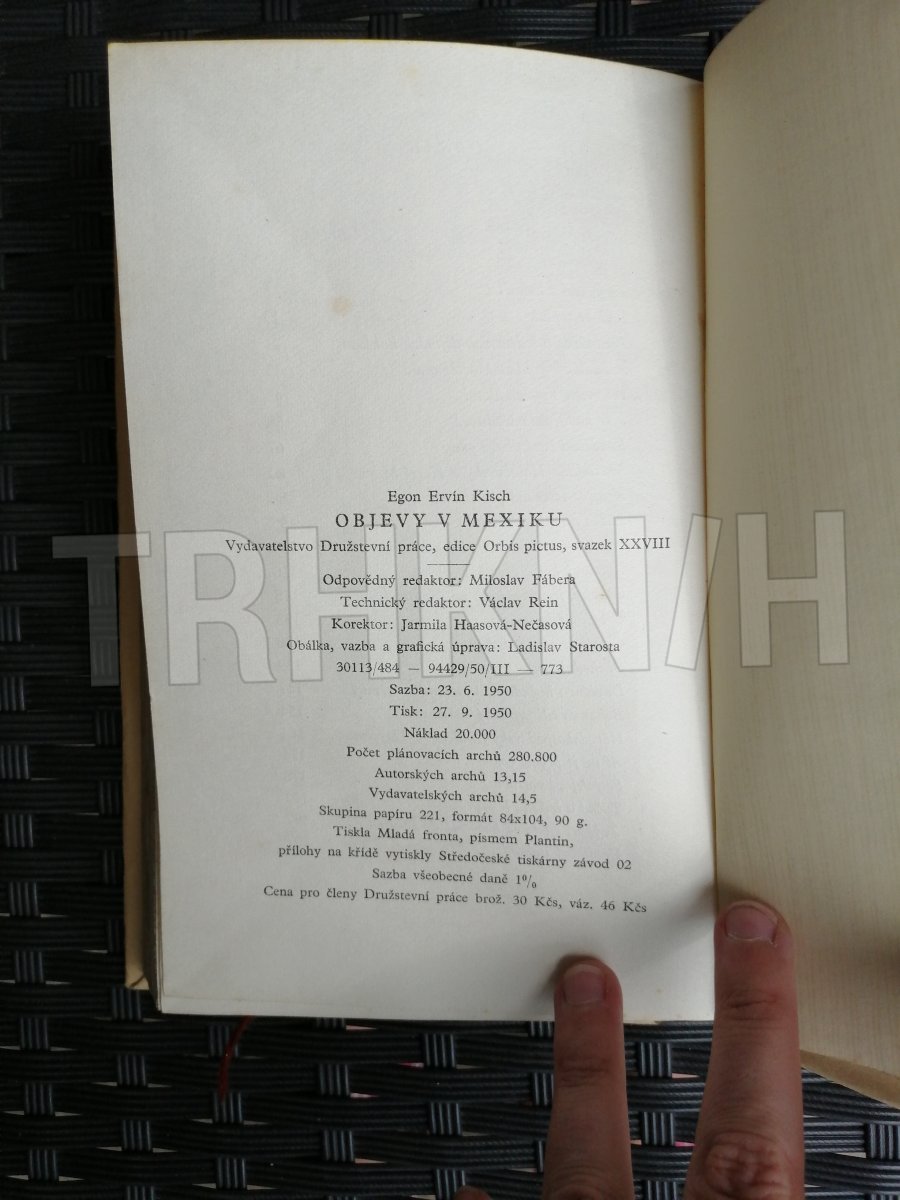 Egon Ervín Kisch
OBJEVY V MEXIKU
Vydavatelstvo Družstevní práce, edice Orbis pictus, svazek XXVIII
Odpovědný redaktor: Miloslav Fábera
Technický redaktor: Václav Rein
Korektor: Jarmila Haasová-Nečasová
Obálka, vazba a grafická úprava: Ladislav Starosta
30113/484 — 94429/50/III — 773
Sazba: 23. 6. 1950
Tisk: 27. 9. 1950
Náklad 20.000
Počet plánovacích archů 280.800
Autorských archů 13,15
Vydavatelských archů 14,5
Skupina papíru 221, formát 84x104, 90 g.
Tiskla Mladá fronta, písmem Plantin,
přílohy na křídě vytiskly Středočeské tiskárny závod 02
Sazba všeobecné daně 1%
Cena pro členy Družstevní práce brož. 30 Kčs, váz. 46 Kčs
TRHKNIH